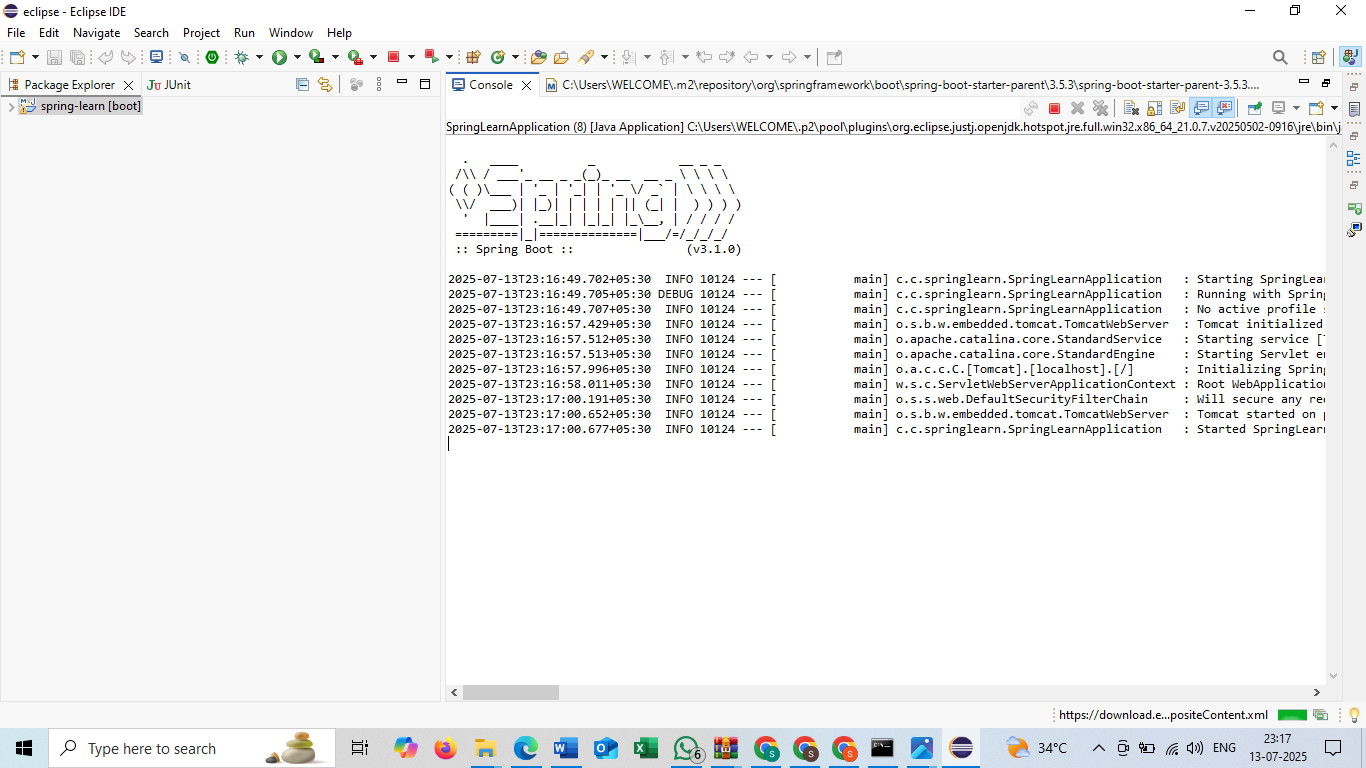 eclipse - Eclipse IDE
File Edit Navigate Search Project Run Window Help
Package Explorer
JUnit
Console
C:\Users\WELCOME\.m2\repository\org\springframework\boot\spring-boot-starter-parent\3.5.3\spring-boot-starter-parent-3.5.3....
spring-learn [boot]
SpringLearnApplication (8) [Java Application] C:\Users\WELCOME\.p2\pool\plugins\org.eclipse.justj.openjdk.hotspot.jre.full.win32.x86_64_21.0.7.v20250502-0916\jre\bin\j
  .   ____          _            __ _ _
 /\\ / ___'_ __ _ _(_)_ __  __ _ \ \ \ \
( ( )\___ | '_ | '_| | '_ \/ _` | \ \ \ \
 \\/  ___)| |_)| | | | | || (_| |  ) ) ) )
  '  |____| .__|_| |_|_| |_\__, | / / / /
 =========|_|==============|___/=/_/_/_/
 :: Spring Boot ::                (v3.1.0)
2025-07-13T23:16:49.702+05:30  INFO 10124 --- [           main] c.c.springlearn.SpringLearnApplication   : Starting SpringLear
2025-07-13T23:16:49.705+05:30 DEBUG 10124 --- [           main] c.c.springlearn.SpringLearnApplication   : Running with Spring
2025-07-13T23:16:49.707+05:30  INFO 10124 --- [           main] c.c.springlearn.SpringLearnApplication   : No active profile s
2025-07-13T23:16:57.429+05:30  INFO 10124 --- [           main] o.s.b.w.embedded.tomcat.TomcatWebServer  : Tomcat initialized
2025-07-13T23:16:57.512+05:30  INFO 10124 --- [           main] o.apache.catalina.core.StandardService   : Starting service [
2025-07-13T23:16:57.513+05:30  INFO 10124 --- [           main] o.apache.catalina.core.StandardEngine    : Starting Servlet en
2025-07-13T23:16:57.996+05:30  INFO 10124 --- [           main] o.a.c.c.C.[Tomcat].[localhost].[/]       : Initializing Spring
2025-07-13T23:16:58.011+05:30  INFO 10124 --- [           main] w.s.c.ServletWebServerApplicationContext : Root WebApplication
2025-07-13T23:17:00.191+05:30  INFO 10124 --- [           main] o.s.s.web.DefaultSecurityFilterChain     : Will secure any req
2025-07-13T23:17:00.652+05:30  INFO 10124 --- [           main] o.s.b.w.embedded.tomcat.TomcatWebServer  : Tomcat started on p
2025-07-13T23:17:00.677+05:30  INFO 10124 --- [           main] c.c.springlearn.SpringLearnApplication   : Started SpringLearn
https://download.e...positeContent.xml
Type here to search
6
34°C
ENG
23:17
13-07-2025